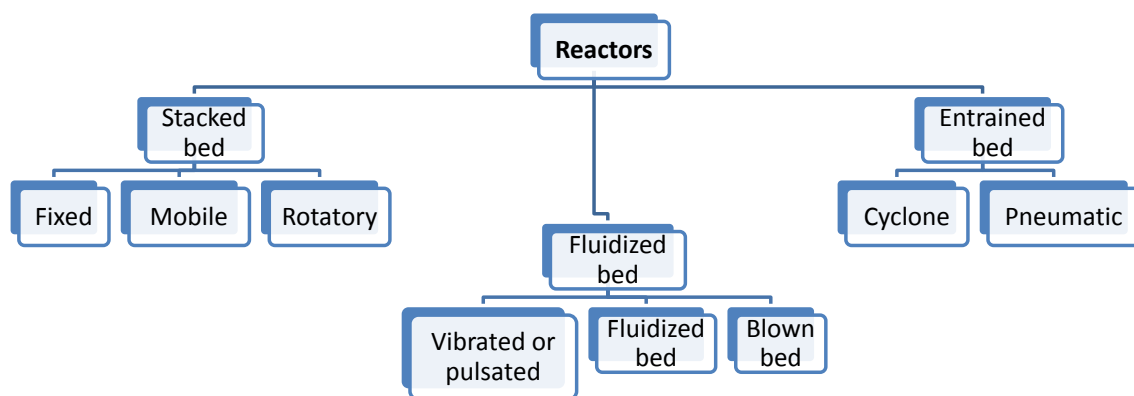 Reactors
Stacked
bed
Entrained
bed
Fixed
Mobile
Rotatory
Cyclone
Pneumatic
Fluidized
bed
Vibrated or
pulsated
Fluidized
bed
Blown
bed